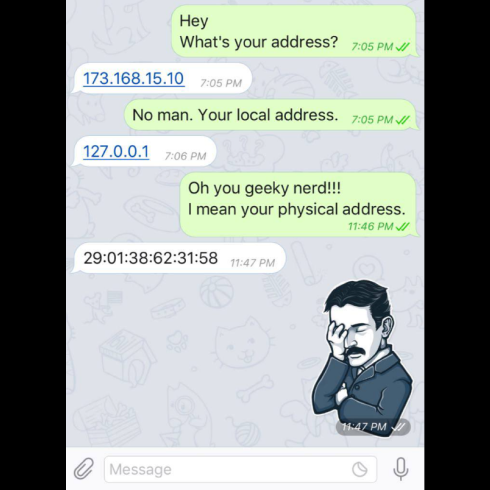 Hey
What's your address? 7:05 PM
173.168.15.10 7:05 PM
No man. Your local address. 7:05 PM
127.0.0.1 7:06 PM
Oh you geeky nerd!!!
I mean your physical address.
11:46 PM
29:01:38:62:31:58 11:47 PM
11:47 PM
Message